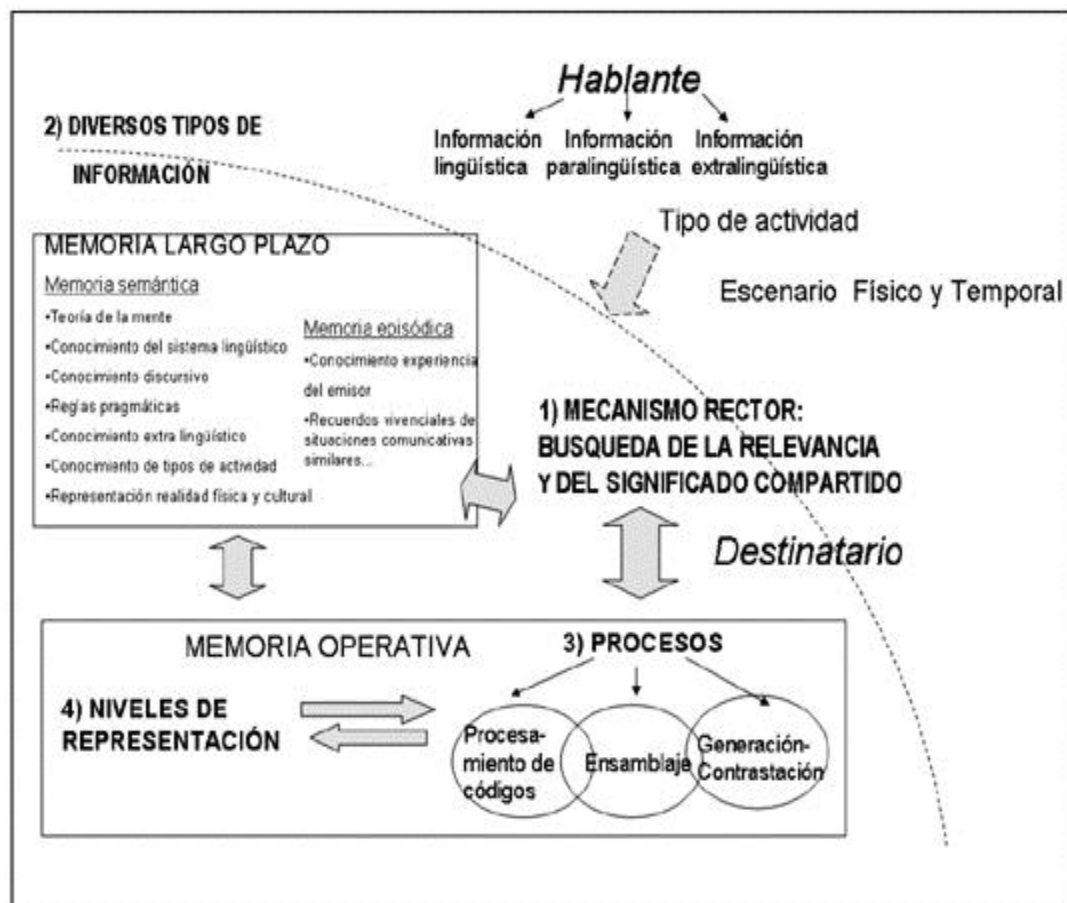 Hablante
2) DIVERSOS TIPOS DE
INFORMACIÓN
Información
lingüística
Información
paralingüística
Información
extralingüística
Tipo de actividad
Escenario Físico y Temporal
MEMORIA LARGO PLAZO
Memoria semántica
•Teoría de la mente
•Conocimiento del sistema lingüístico
•Conocimiento discursivo
•Reglas pragmáticas
•Conocimiento extra lingüístico
•Conocimiento de tipos de actividad
•Representación realidad física y cultural
Memoria episódica
•Conocimiento experiencia
del emisor
•Recuerdos vivenciales de
situaciones comunicativas
similares...
1) MECANISMO RECTOR:
BUSQUEDA DE LA RELEVANCIA
Y DEL SIGNIFICADO COMPARTIDO
Destinatario
MEMORIA OPERATIVA
3) PROCESOS
4) NIVELES DE
REPRESENTACIÓN
Procesa-
miento de
códigos
Ensamblaje
Generación-
Contrastación